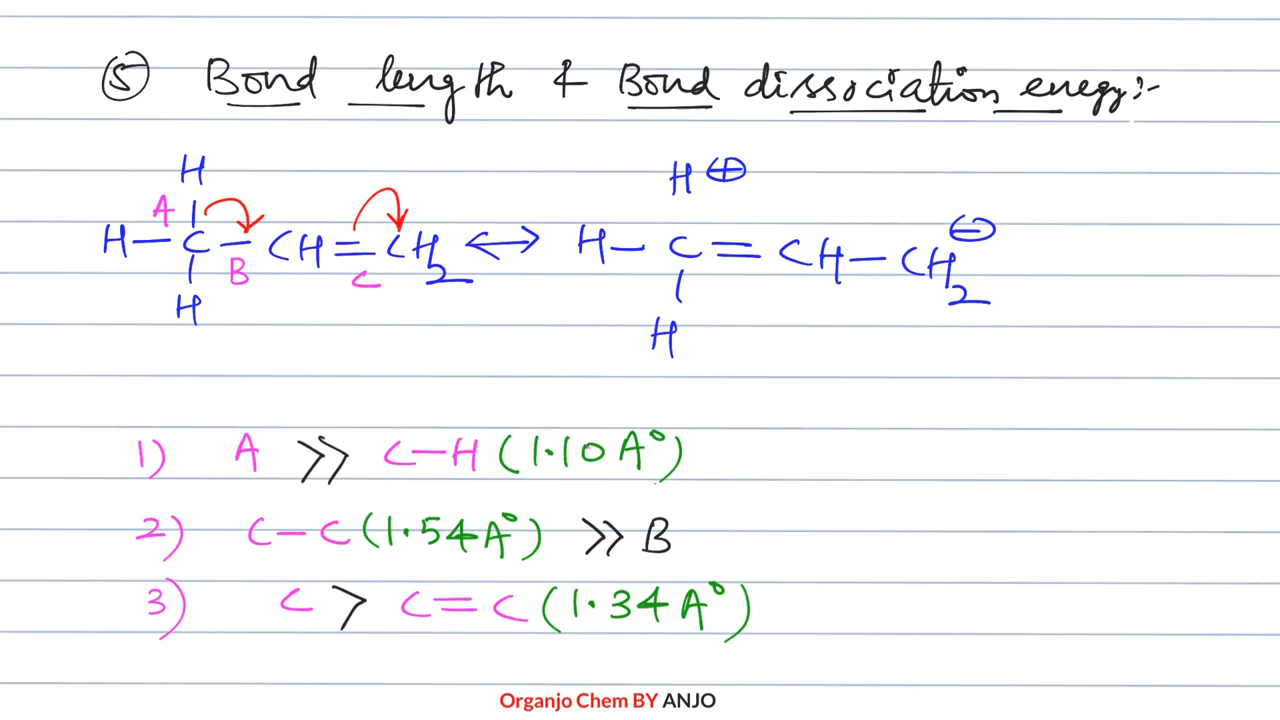 ⑤ Bond length & Bond dissociation enegy:-
H H ⊕
A
H–C–CH=CH₂ ↔ H–C=CH–CH₂ ⊖
B C
H H
1) A >> C–H (1.10 A°)
2) C–C (1.54 A°) >> B
3) C > C=C (1.34 A°)
Organjo Chem BY ANJO